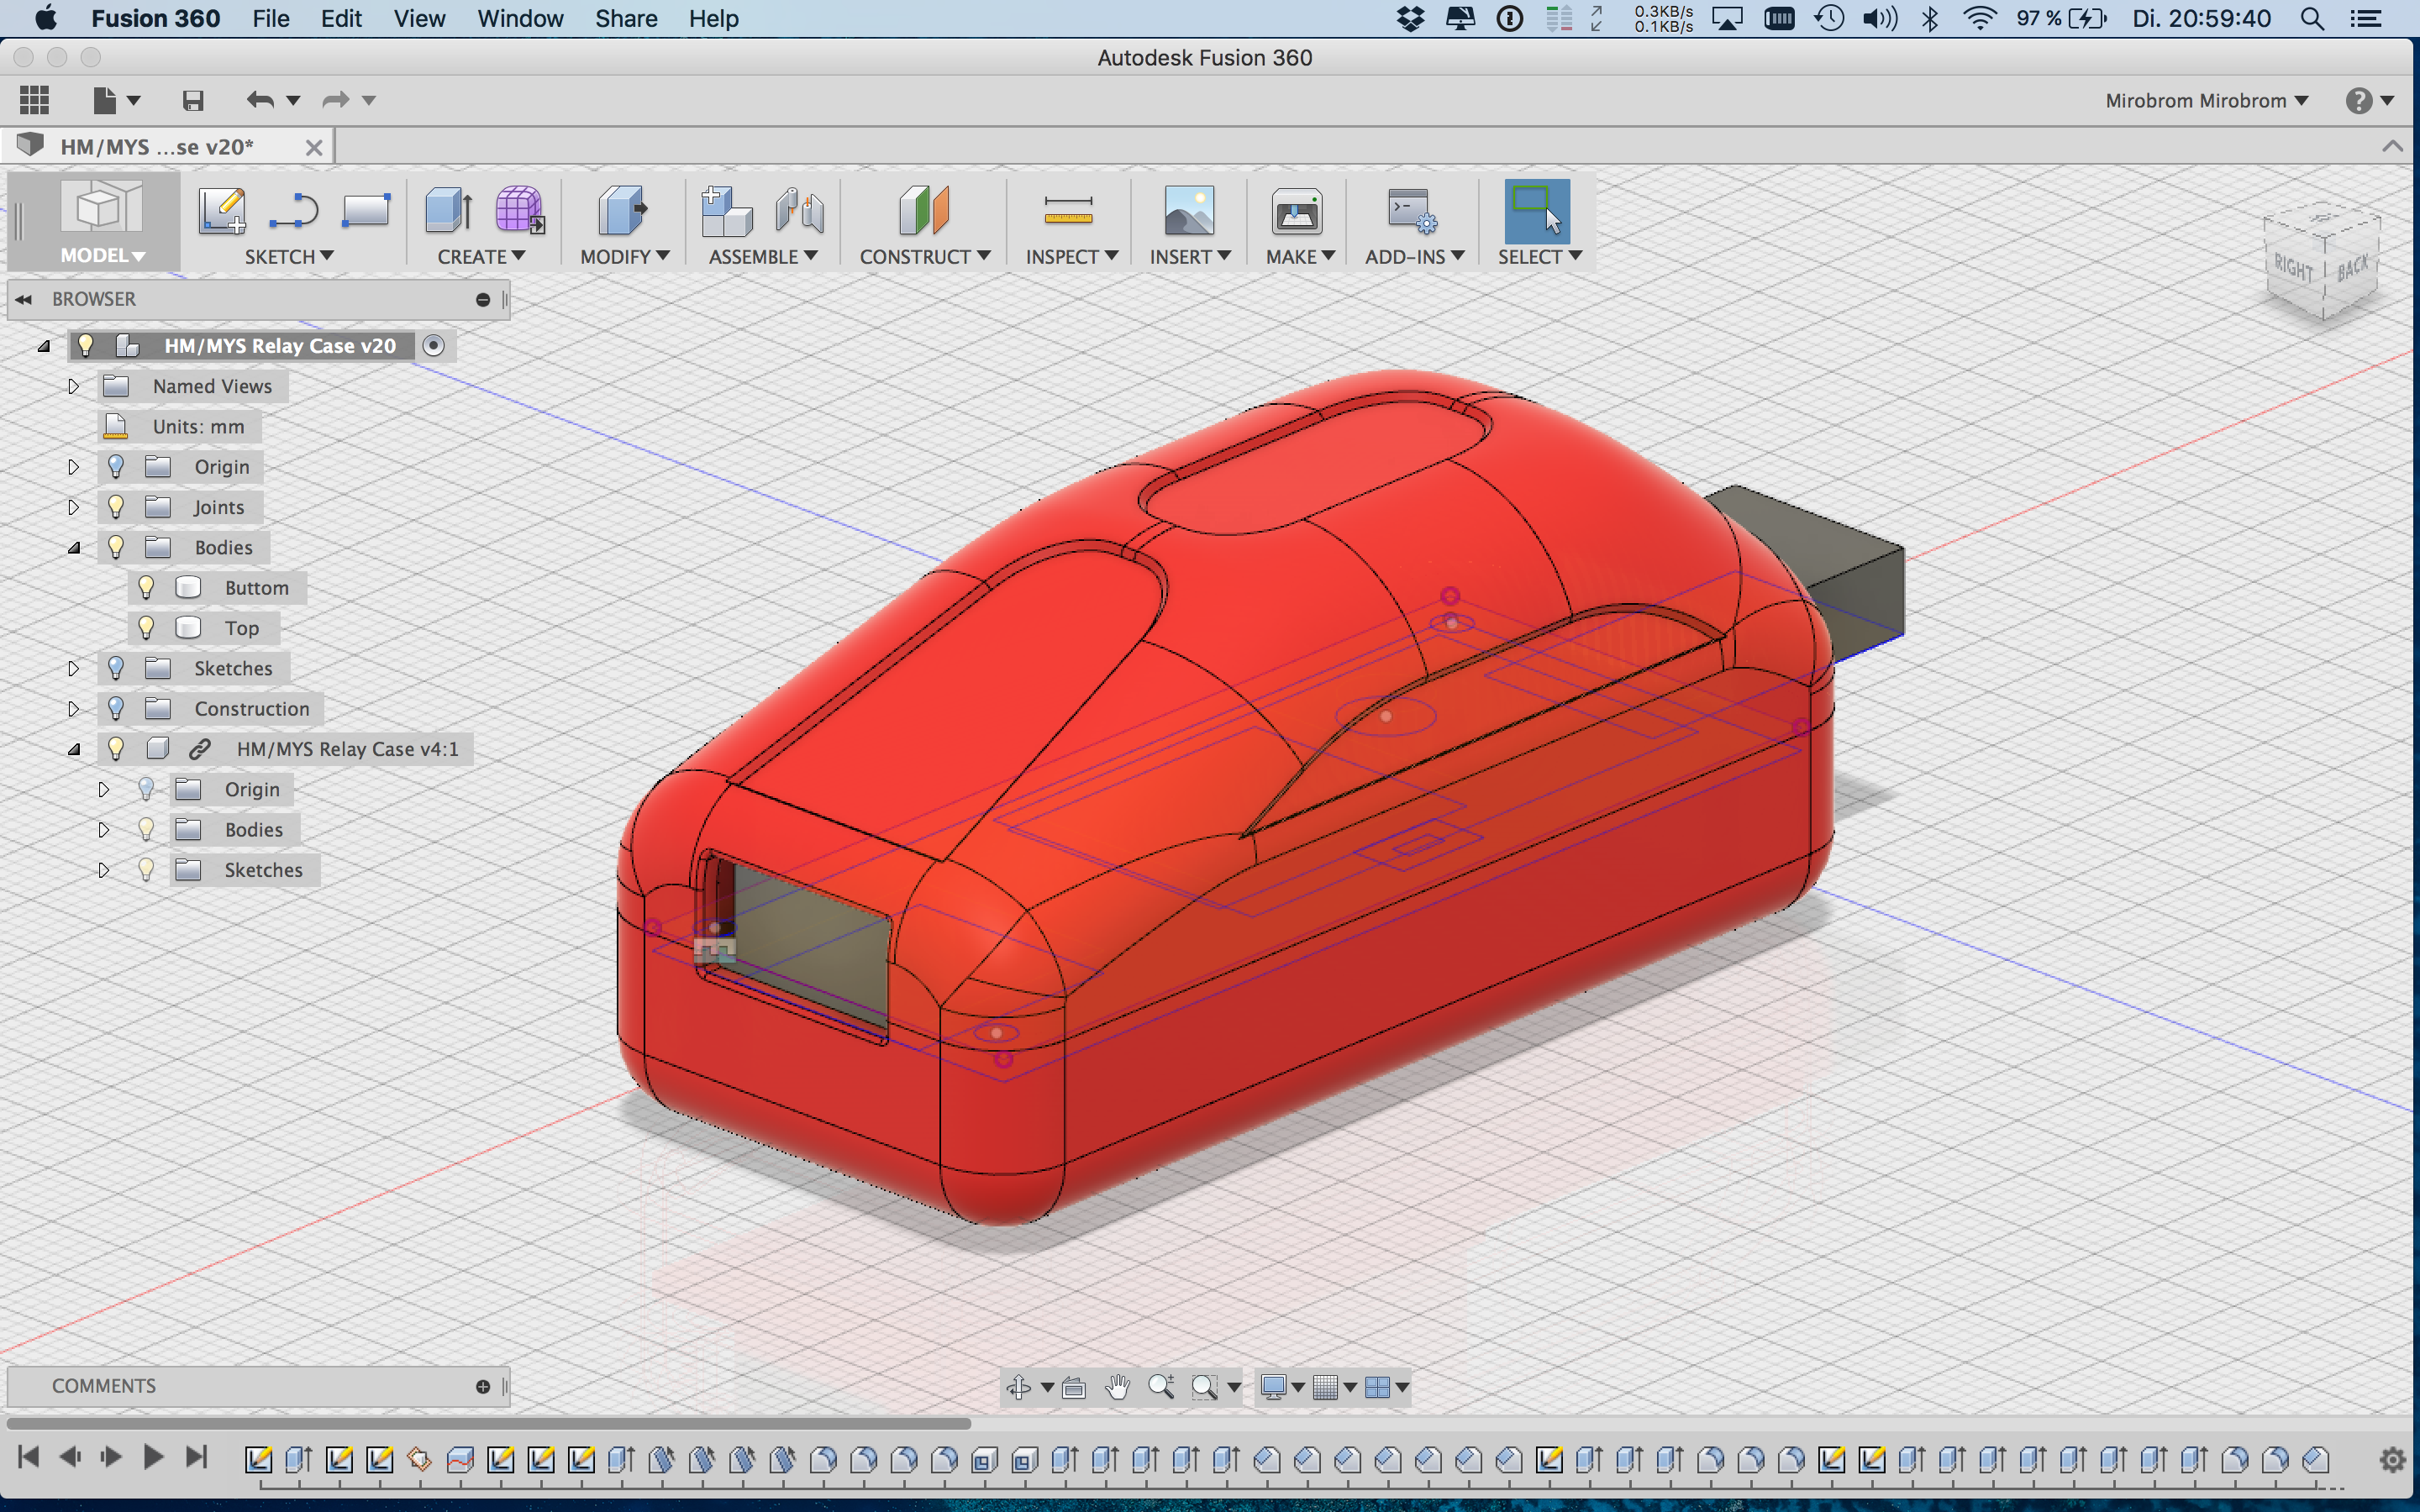 Fusion 360 File Edit View Window Share Help 0.3KB/s 97 % Di. 20:59:40
0.1KB/s
Autodesk Fusion 360
Mirobrom Mirobrom ?
HM/MYS ...se v20*
MODEL SKETCH CREATE MODIFY ASSEMBLE CONSTRUCT INSPECT INSERT MAKE ADD-INS SELECT
RIGHT BACK
BROWSER
HM/MYS Relay Case v20
Named Views
Units: mm
Origin
Joints
Bodies
Buttom
Top
Sketches
Construction
HM/MYS Relay Case v4:1
Origin
Bodies
Sketches
COMMENTS